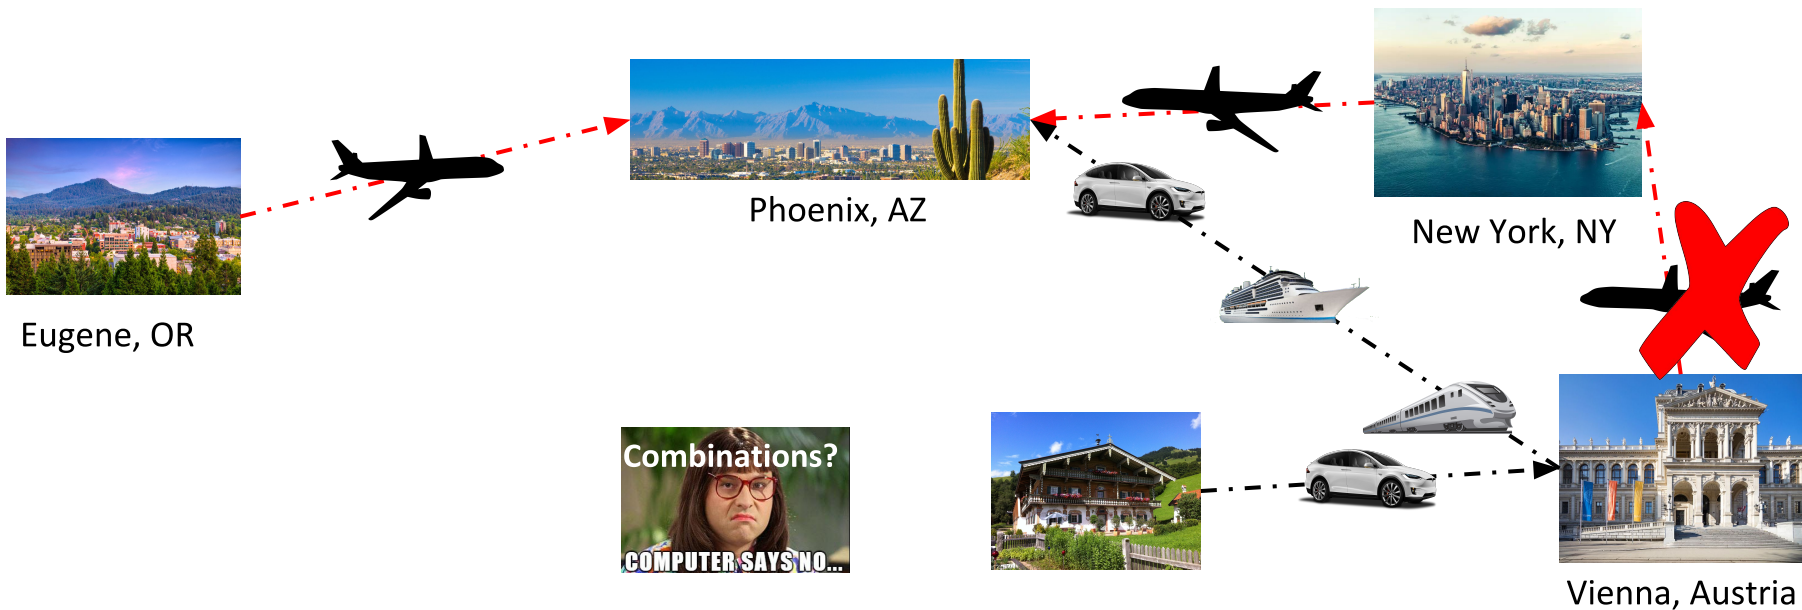 Phoenix, AZ
New York, NY
Eugene, OR
Combinations?
COMPUTER SAYS NO...
Vienna, Austria